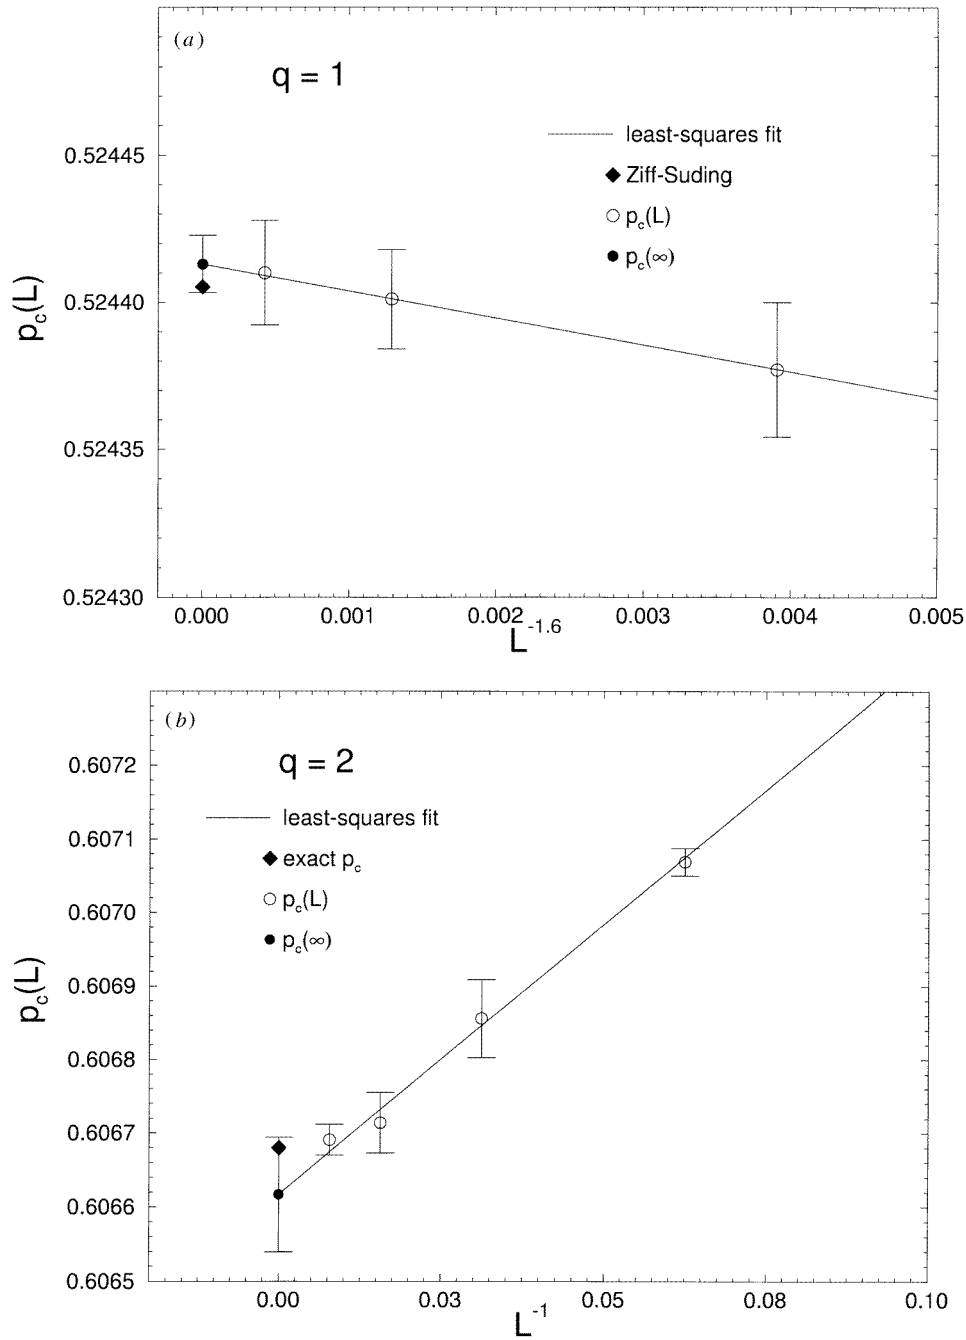 (a)
q = 1
least-squares fit
Ziff-Suding
p_c(L)
p_c(∞)
p_c(L)
0.52445
0.52440
0.52435
0.52430
0.000 0.001 0.002 0.003 0.004 0.005
L^-1.6
(b)
q = 2
least-squares fit
exact p_c
p_c(L)
p_c(∞)
p_c(L)
0.6072
0.6071
0.6070
0.6069
0.6068
0.6067
0.6066
0.6065
0.00 0.03 0.05 0.08 0.10
L^-1